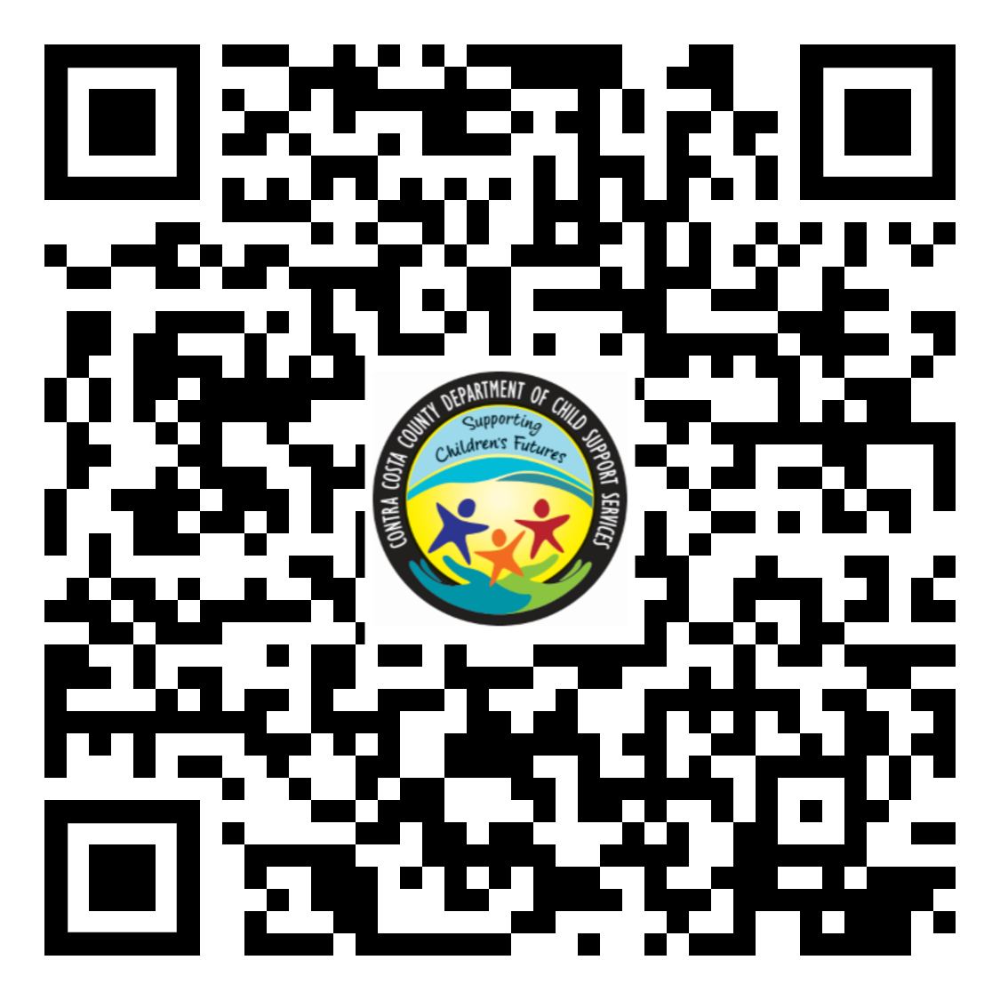 CONTRA COSTA COUNTY DEPARTMENT OF CHILD SUPPORT SERVICES
Supporting
Children's Futures